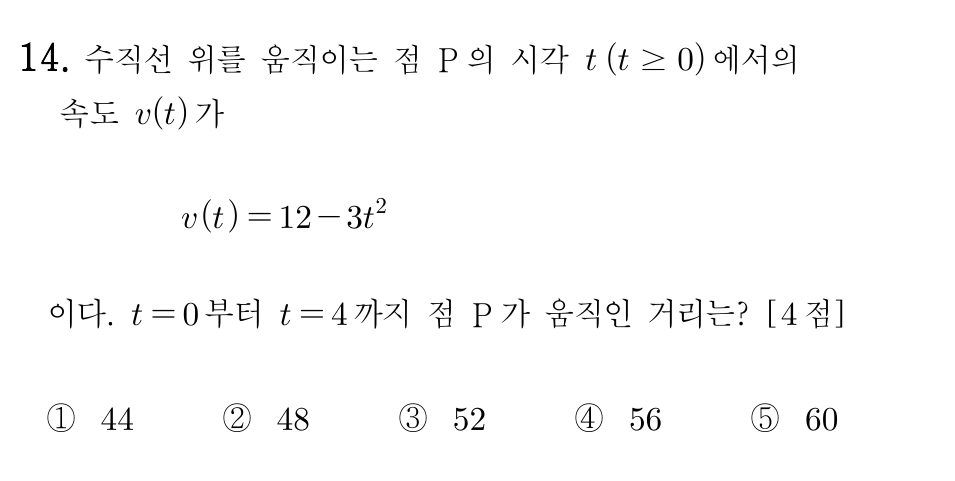 14. 수직선 위를 움직이는 점 P의 시각 t(t ≥ 0)에서의
속도 v(t)가
v(t) = 12 − 3t²
이다. t = 0부터 t = 4까지 점 P가 움직인 거리는? [4점]
① 44 ② 48 ③ 52 ④ 56 ⑤ 60